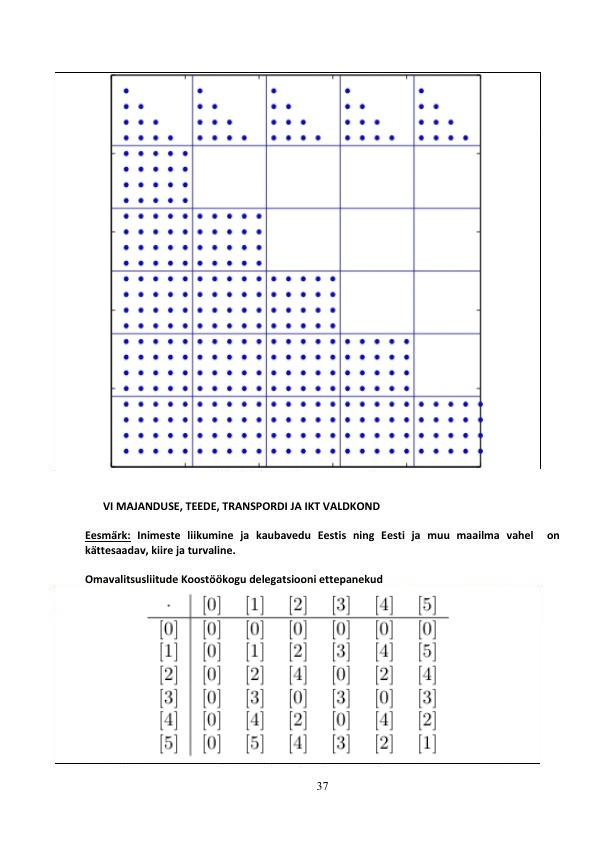 VI MAJANDUSE, TEEDE, TRANSPORDI JA IKT VALDKOND
Eesmärk: Inimeste liikumine ja kaubavedu Eestis ning Eesti ja muu maailma vahel on
kättesaadav, kiire ja turvaline.
Omavalitsusliitude Koostöökogu delegatsiooni ettepanekud
· [0] [1] [2] [3] [4] [5]
[0] [0] [0] [0] [0] [0] [0]
[1] [0] [1] [2] [3] [4] [5]
[2] [0] [2] [4] [0] [2] [4]
[3] [0] [3] [0] [3] [0] [3]
[4] [0] [4] [2] [0] [4] [2]
[5] [0] [5] [4] [3] [2] [1]
37